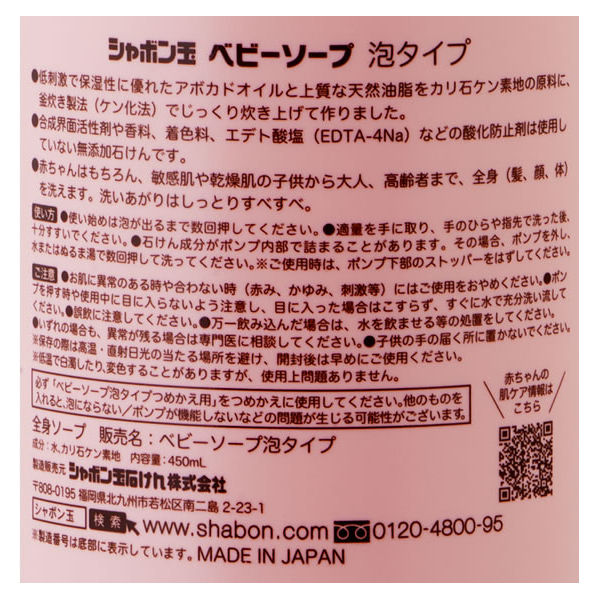 シャボン玉 ベビーソープ 泡タイプ
●低刺激で保湿性に優れたアボカドオイルと上質な天然油脂をカリ石ケン素地の原料に、
釜炊き製法（ケン化法）でじっくり炊き上げて作りました。
●合成界面活性剤や香料、着色料、エデト酸塩（EDTA-4Na）などの酸化防止剤は使用し
ていない無添加石けんです。
●赤ちゃんはもちろん、敏感肌や乾燥肌の子供から大人、高齢者まで、全身（髪、顔、体）
を洗えます。洗いあがりはしっとりすべすべ。
使い方 ●使い始めは泡が出るまで数回押してください。●適量を手に取り、手のひらや指先で洗った後、
十分すすいでください。●石けん成分がポンプ内部で詰まることがあります。その場合、ポンプを外し、
水またはぬるま湯で数回押して洗ってください。※ご使用時は、ポンプ下部のストッパーをはずしてください。
ご注意 ●お肌に異常のある時や合わない時（赤み、かゆみ、刺激等）にはご使用をおやめください。●ポン
プを押す時や使用中に目に入らないよう注意し、目に入った場合はこすらず、すぐに水で充分洗い流して
ください。●誤飲に注意してください。●万一飲み込んだ場合は、水を飲ませる等の処置をしてください。
●いずれの場合も、異常が残る場合は専門医に相談してください。●子供の手の届く所に置かないでください。
※保存の際は高温・直射日光の当たる場所を避け、開封後は早めにご使用ください。
※低温で白濁したり、変色することがありますが、使用上問題ありません。
必ず「ベビーソープ泡タイプつめかえ用」をつめかえに使用してください。他のものを
入れると、泡にならない／ポンプが機能しないなどの問題が生じる可能性がございます。
赤ちゃんの
肌ケア情報は
こちら
全身ソープ 販売名：ベビーソープ泡タイプ
成分：水、カリ石ケン素地 内容量：450mL
製造販売元 シャボン玉石けん株式会社
〒808-0195 福岡県北九州市若松区南二島 2-23-1
シャボン玉 検索 www.shabon.com 0120-4800-95
※製造番号は底部に表示しています。MADE IN JAPAN